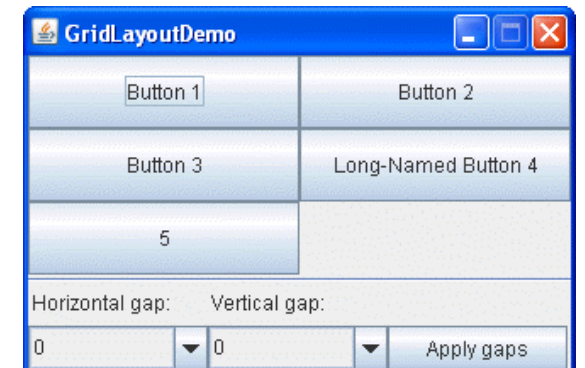 GridLayoutDemo
Button 1 Button 2
Button 3 Long-Named Button 4
5
Horizontal gap: Vertical gap:
0 0 Apply gaps